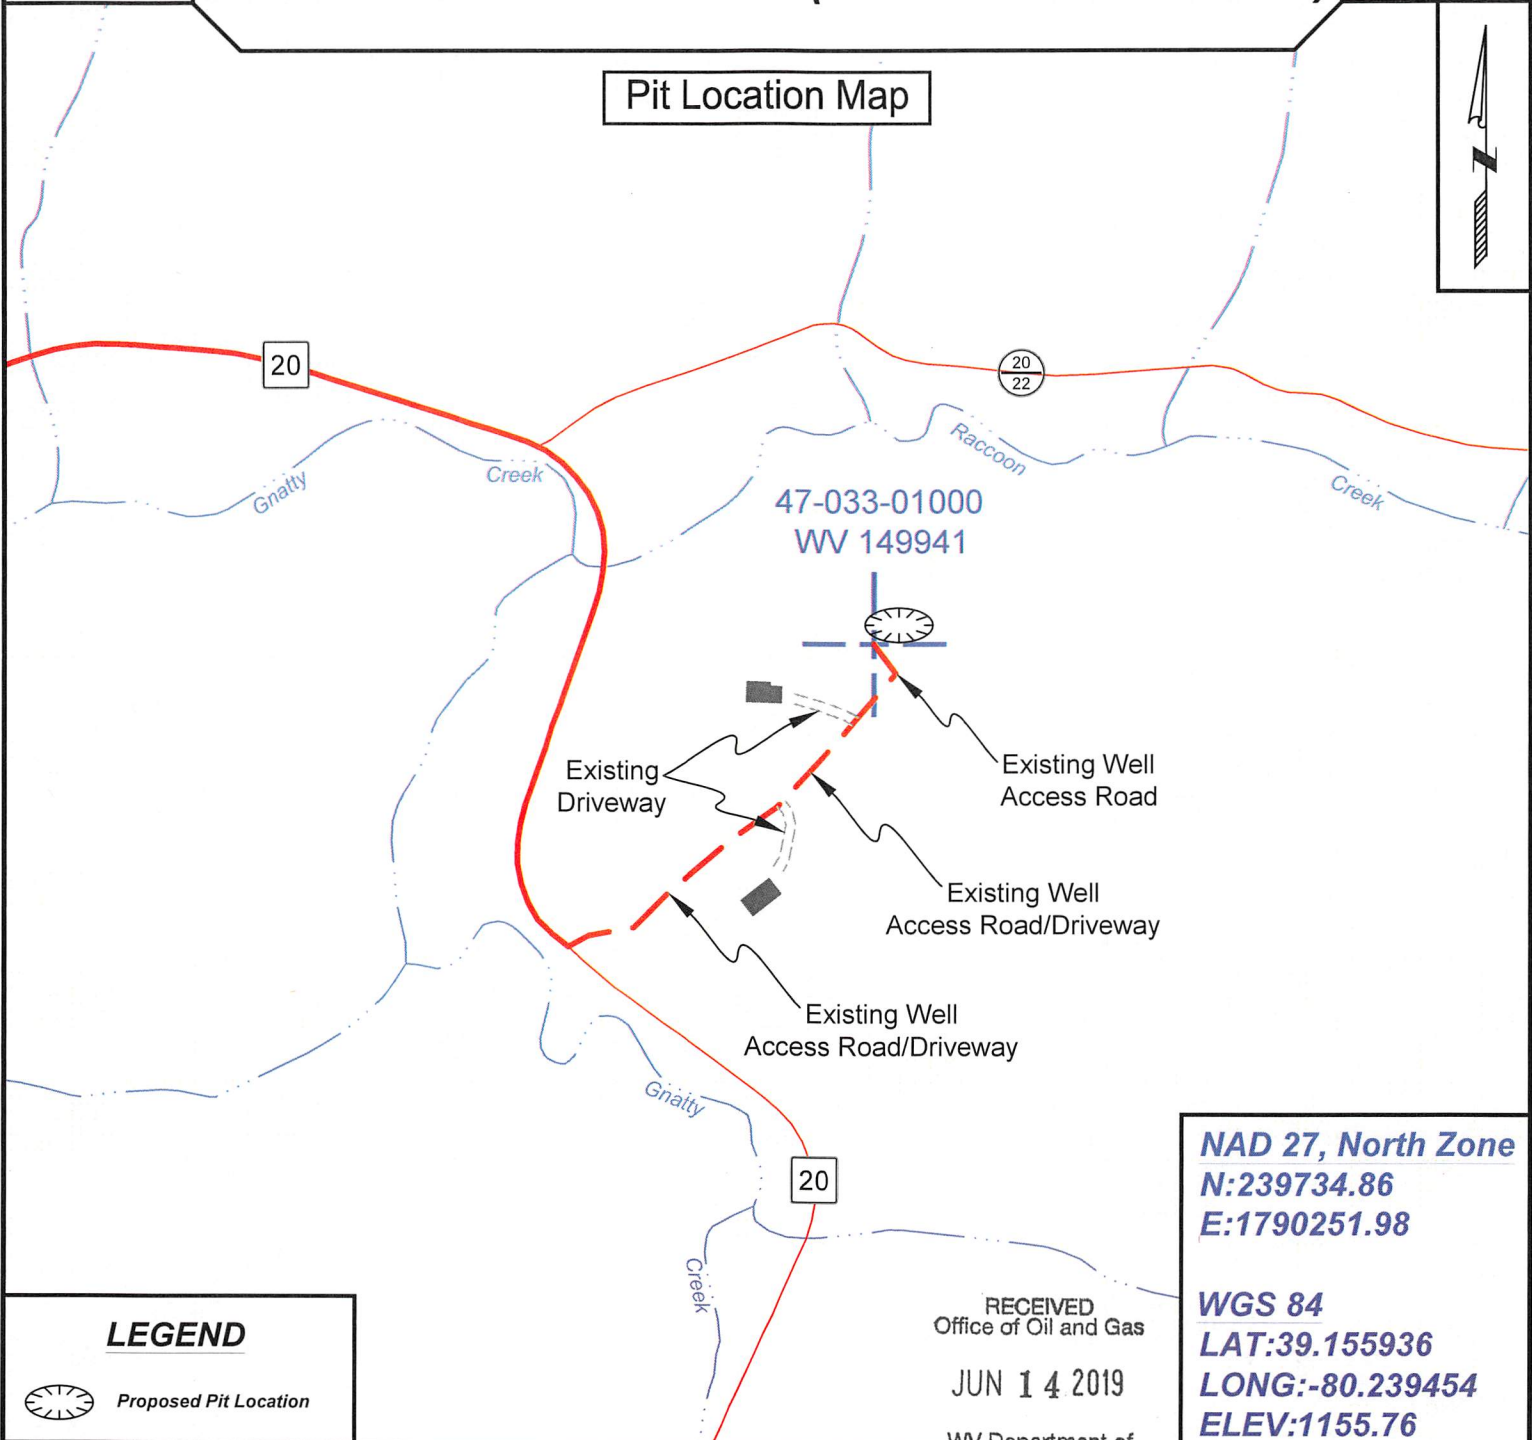 Pit Location Map
N
20
20
22
Raccoon
Creek
Creek
Gnatty
47-033-01000
WV 149941
Existing
Driveway
Existing Well
Access Road
Existing Well
Access Road/Driveway
Existing Well
Access Road/Driveway
Gnatty
20
Creek
NAD 27, North Zone
N:239734.86
E:1790251.98
WGS 84
LAT:39.155936
LONG:-80.239454
ELEV:1155.76
RECEIVED
Office of Oil and Gas
JUN 14 2019
WV Department of
LEGEND
Proposed Pit Location